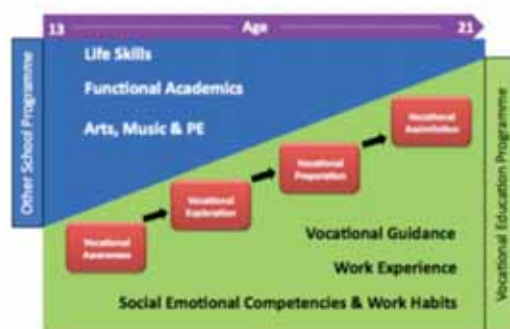 13 Age 21
Other School Programme
Life Skills
Functional Academics
Arts, Music & PE
Vocational
Assimilation
Vocational
Preparation
Vocational
Exploration
Vocational
Awareness
Vocational Guidance
Work Experience
Social Emotional Competencies & Work Habits
Vocational Education Programme